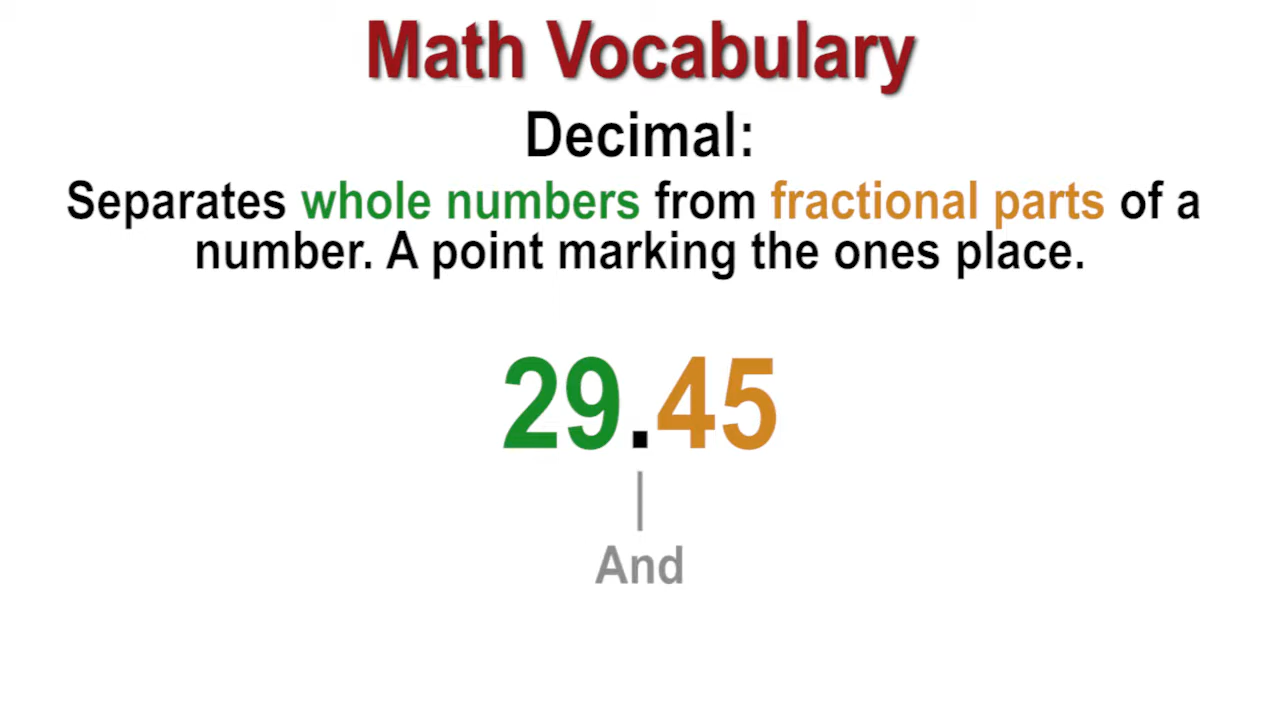 Math Vocabulary
Decimal:
Separates whole numbers from fractional parts of a
number. A point marking the ones place.
29.45
And